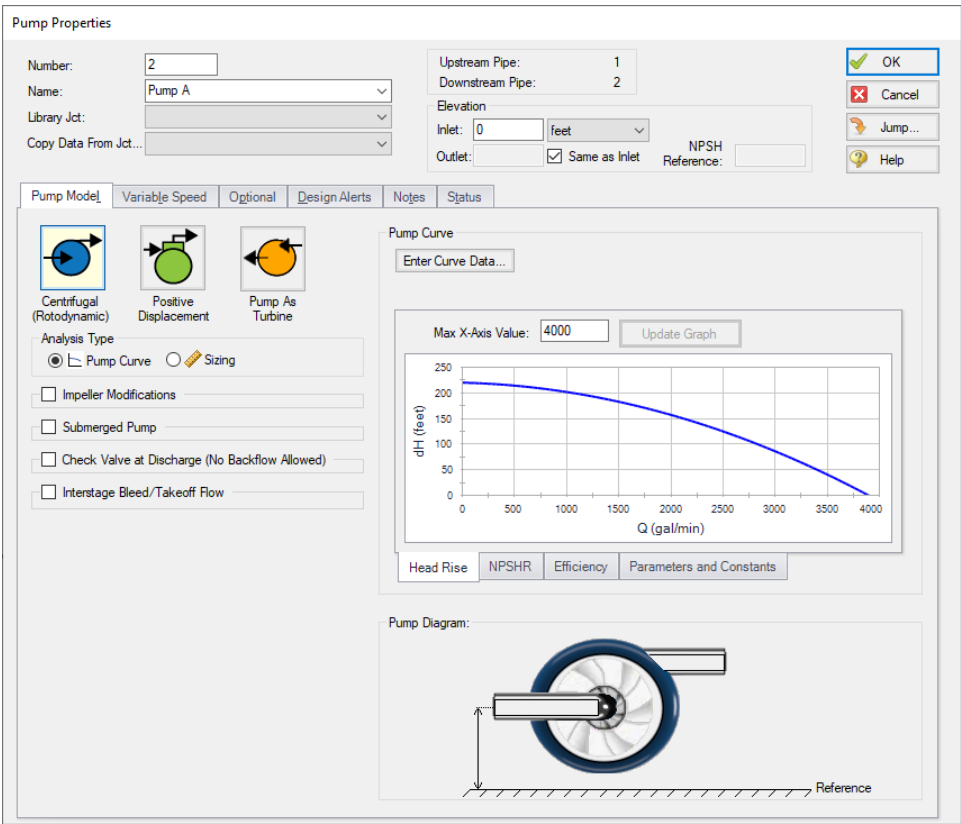 Pump Properties
Number: 2
Name: Pump A
Library Jct:
Copy Data From Jct...
Upstream Pipe: 1
Downstream Pipe: 2
Elevation
Inlet: 0 feet
Outlet: Same as Inlet
NPSH
Reference:
OK
Cancel
Jump...
Help
Pump Model Variable Speed Optional Design Alerts Notes Status
Centrifugal
(Rotodynamic)
Positive
Displacement
Pump As
Turbine
Analysis Type
Pump Curve Sizing
Impeller Modifications
Submerged Pump
Check Valve at Discharge (No Backflow Allowed)
Interstage Bleed/Takeoff Flow
Pump Curve
Enter Curve Data...
Max X-Axis Value: 4000 Update Graph
dH (feet)
250
200
150
100
50
0
0 500 1000 1500 2000 2500 3000 3500 4000
Q (gal/min)
Head Rise NPSHR Efficiency Parameters and Constants
Pump Diagram:
Reference